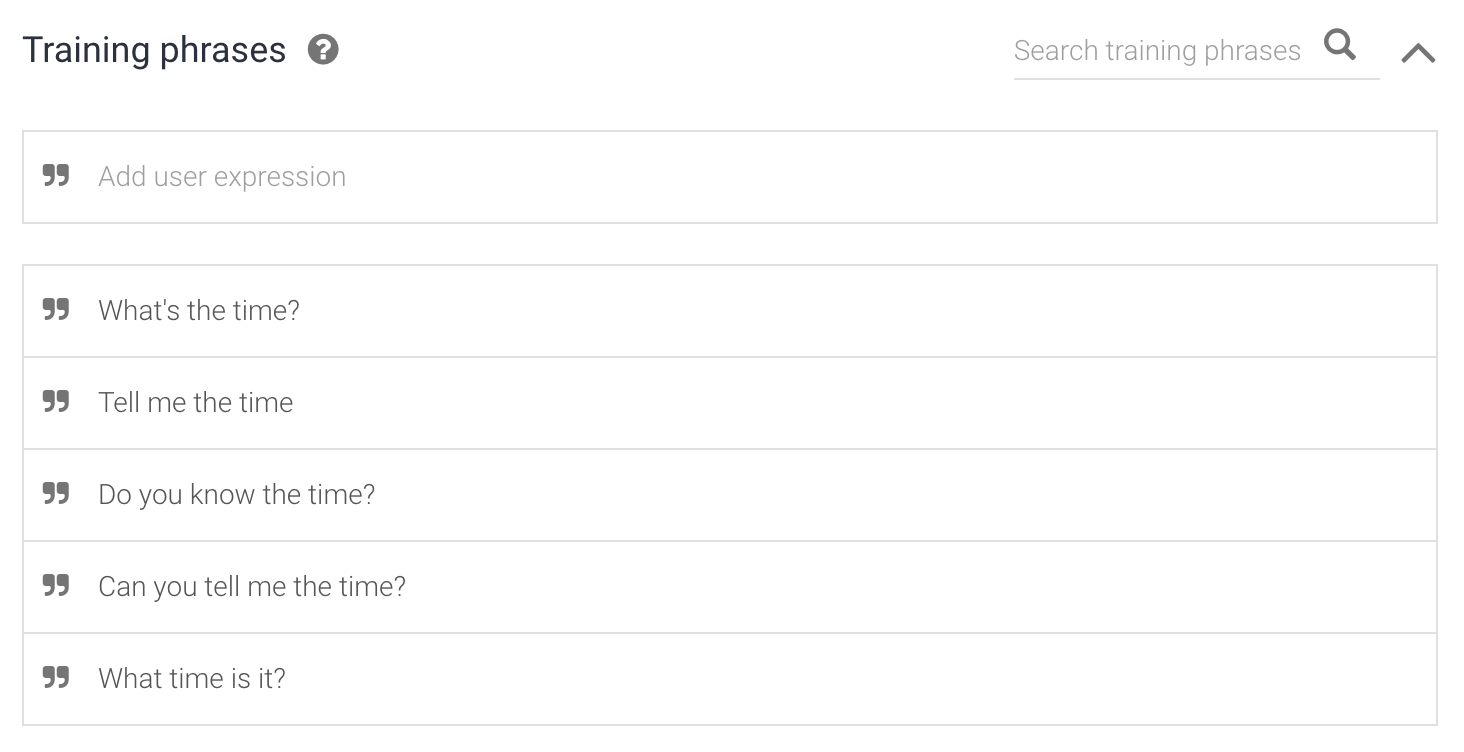 Training phrases
Search training phrases
Add user expression
What's the time?
Tell me the time
Do you know the time?
Can you tell me the time?
What time is it?